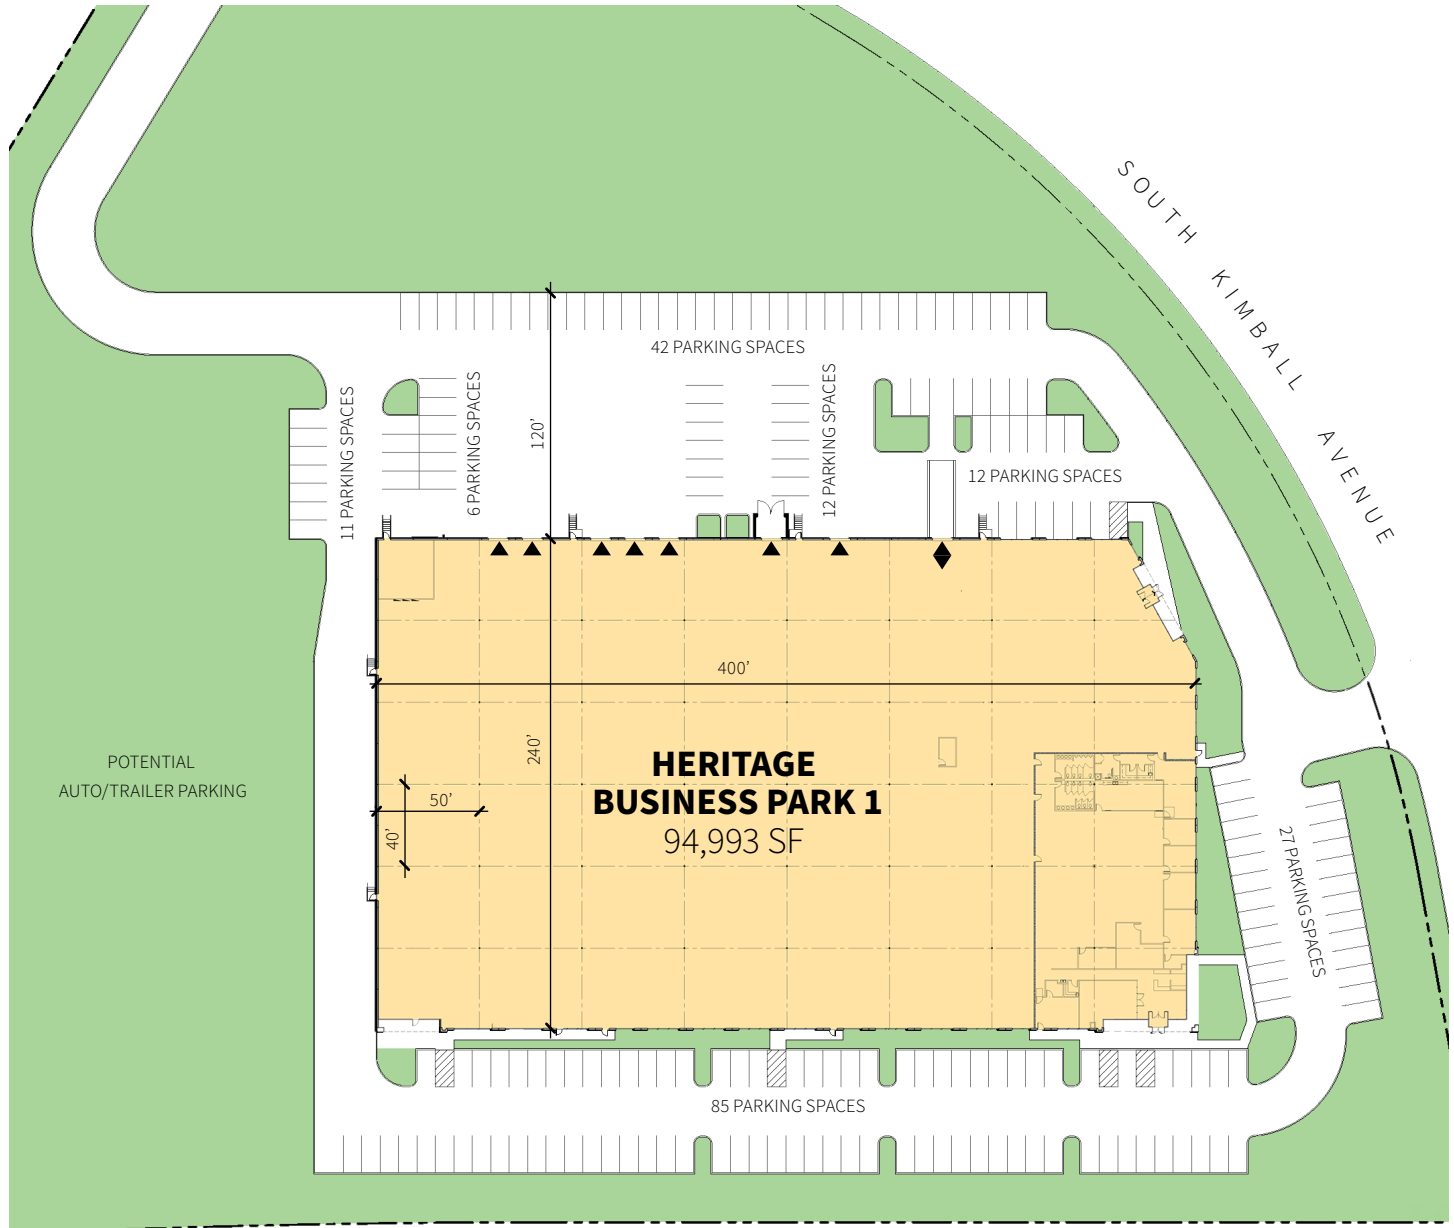 SOUTH KIMBALL AVENUE
42 PARKING SPACES
11 PARKING SPACES
6 PARKING SPACES
120’
12 PARKING SPACES
12 PARKING SPACES
400’
240’
HERITAGE
BUSINESS PARK 1
94,993 SF
POTENTIAL
AUTO/TRAILER PARKING
50’
40’
27 PARKING SPACES
85 PARKING SPACES